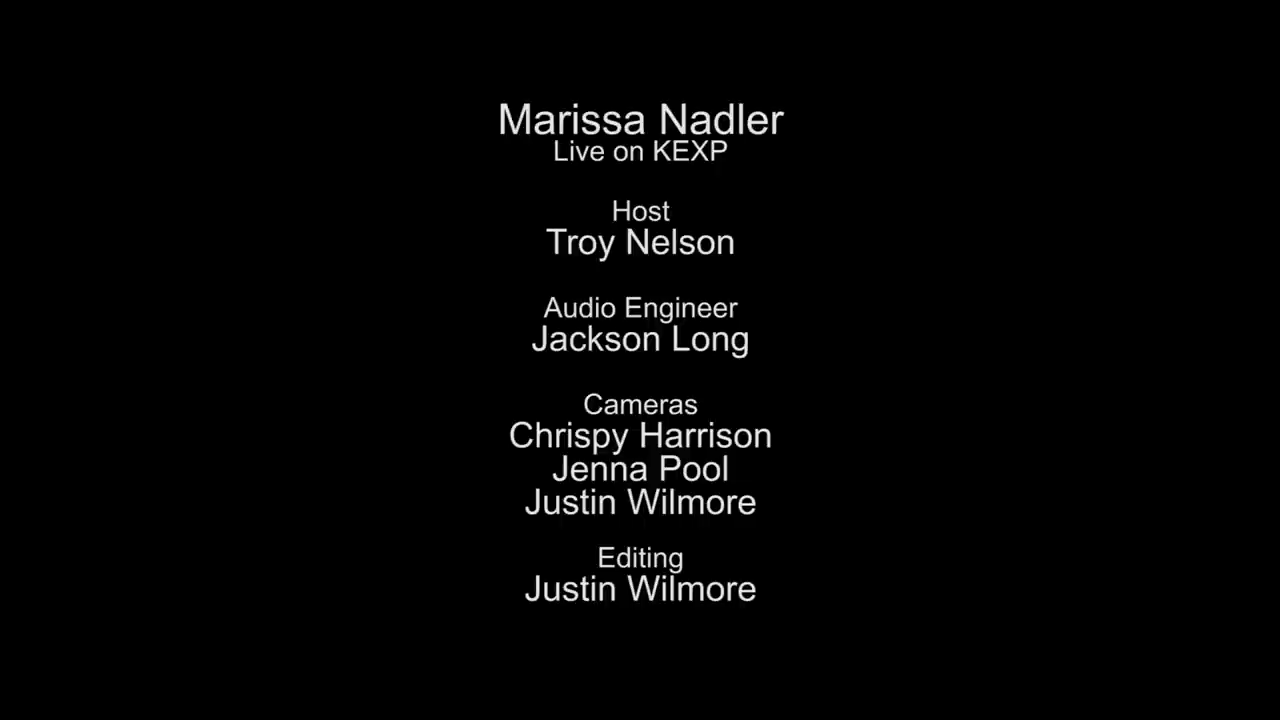 Marissa Nadler
Live on KEXP
Host
Troy Nelson
Audio Engineer
Jackson Long
Cameras
Chrispy Harrison
Jenna Pool
Justin Wilmore
Editing
Justin Wilmore